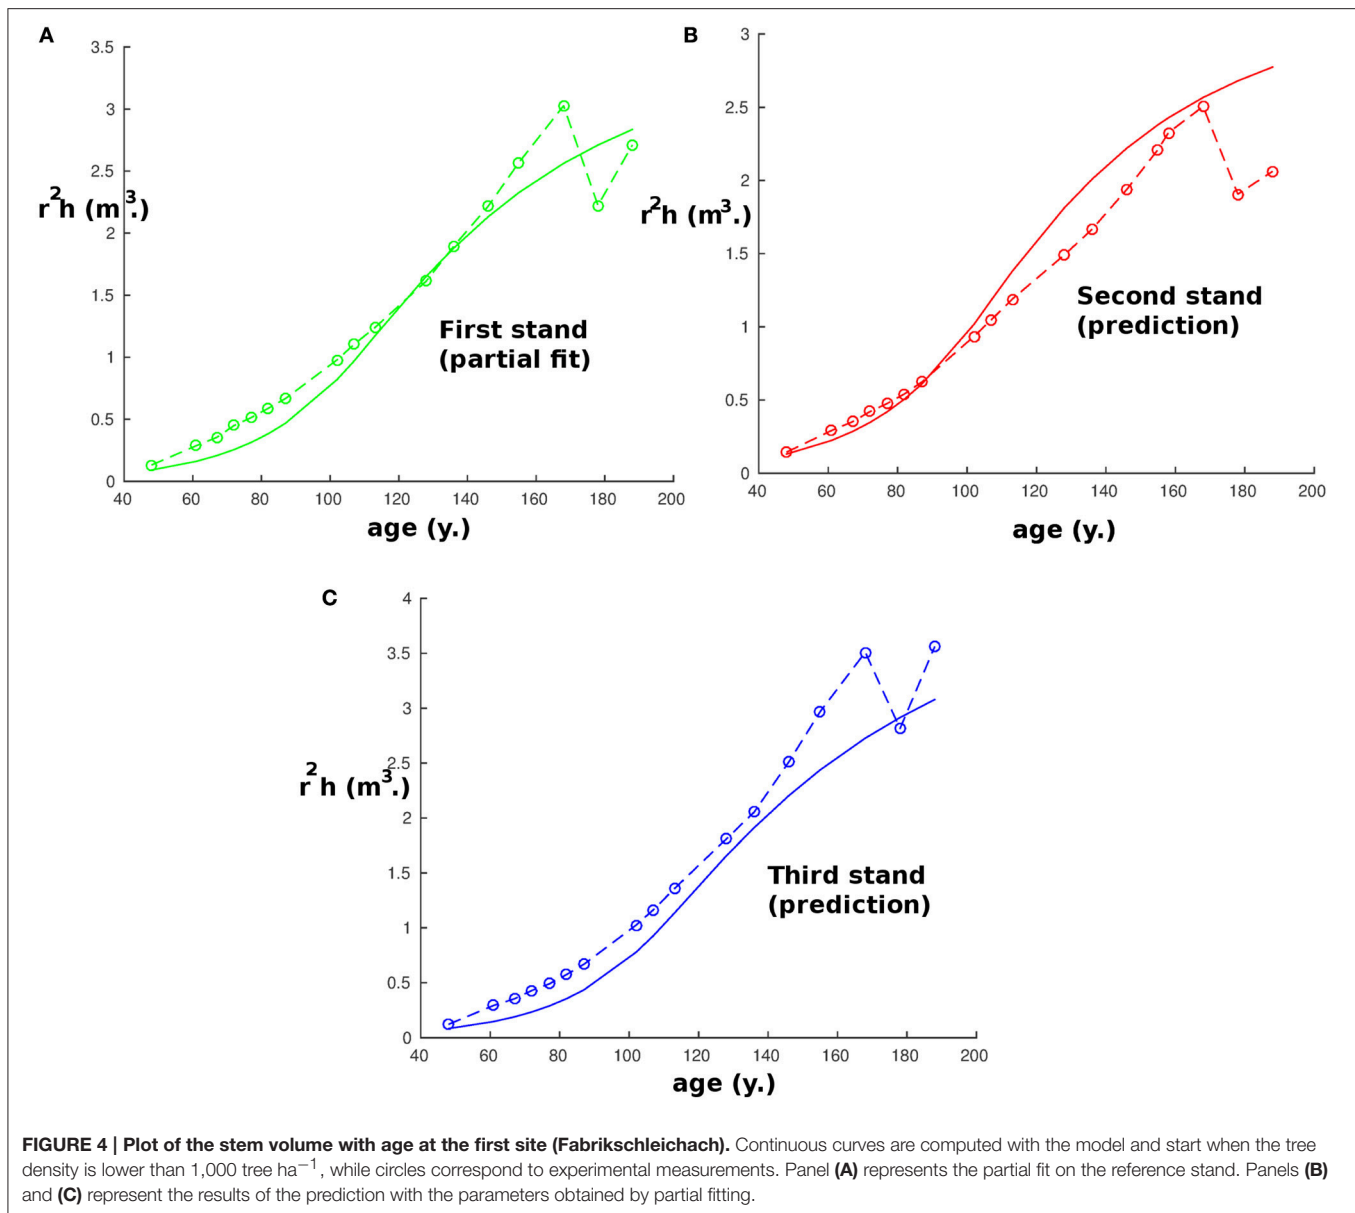 A
3.5
3
2.5
2
1.5
1
0.5
0
r²h (m³.)
40 60 80 100 120 140 160 180 200
age (y.)
First stand
(partial fit)
B
3
2.5
2
1.5
1
0.5
0
r²h (m³.)
40 60 80 100 120 140 160 180 200
age (y.)
Second stand
(prediction)
C
4
3.5
3
2.5
2
1.5
1
0.5
0
r²h (m³.)
40 60 80 100 120 140 160 180 200
age (y.)
Third stand
(prediction)
FIGURE 4 | Plot of the stem volume with age at the first site (Fabrikschleichach). Continuous curves are computed with the model and start when the tree
density is lower than 1,000 tree ha⁻¹, while circles correspond to experimental measurements. Panel (A) represents the partial fit on the reference stand. Panels (B)
and (C) represent the results of the prediction with the parameters obtained by partial fitting.